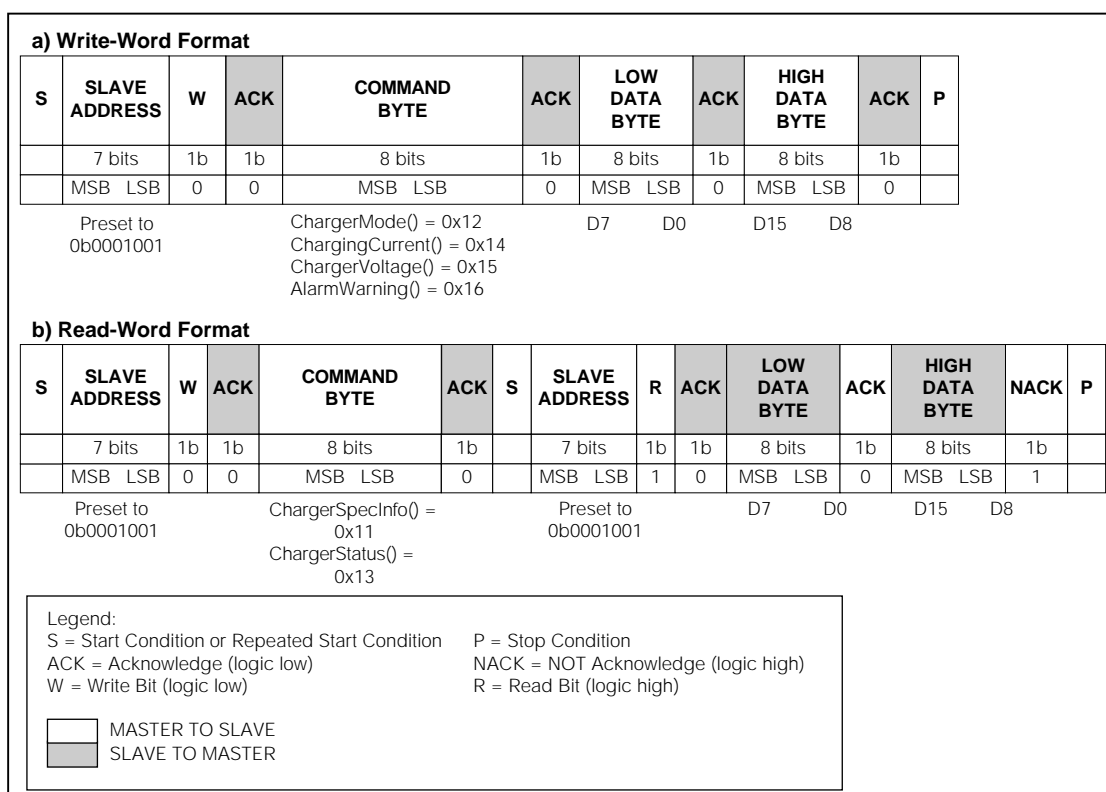 a) Write-Word Format
S SLAVE ADDRESS W ACK COMMAND BYTE ACK LOW DATA BYTE ACK HIGH DATA BYTE ACK P
7 bits 1b 1b 8 bits 1b 8 bits 1b 8 bits 1b
MSB LSB 0 0 MSB LSB 0 MSB LSB 0 MSB LSB 0
Preset to 0b0001001
ChargerMode() = 0x12
ChargingCurrent() = 0x14
ChargerVoltage() = 0x15
AlarmWarning() = 0x16
D7 D0 D15 D8
b) Read-Word Format
S SLAVE ADDRESS W ACK COMMAND BYTE ACK S SLAVE ADDRESS R ACK LOW DATA BYTE ACK HIGH DATA BYTE NACK P
7 bits 1b 1b 8 bits 1b 7 bits 1b 1b 8 bits 1b 8 bits 1b
MSB LSB 0 0 MSB LSB 0 MSB LSB 1 0 MSB LSB 0 MSB LSB 1
Preset to 0b0001001
ChargerSpecInfo() =
0x11
ChargerStatus() =
0x13
Preset to 0b0001001
D7 D0 D15 D8
Legend:
S = Start Condition or Repeated Start Condition P = Stop Condition
ACK = Acknowledge (logic low) NACK = NOT Acknowledge (logic high)
W = Write Bit (logic low) R = Read Bit (logic high)
MASTER TO SLAVE
SLAVE TO MASTER